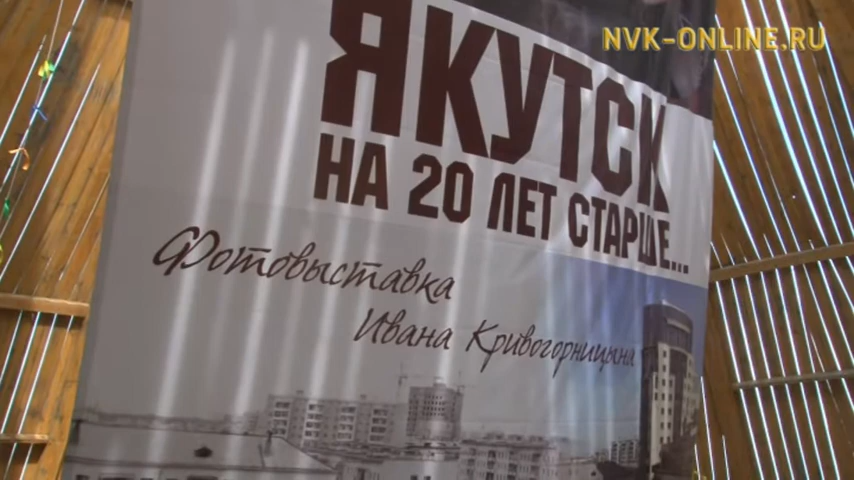 NVK-ONLINE.RU
ЯКУТСК
НА 20 ЛЕТ СТАРШЕ...
Фотовыставка
Ивана Кривогорницына